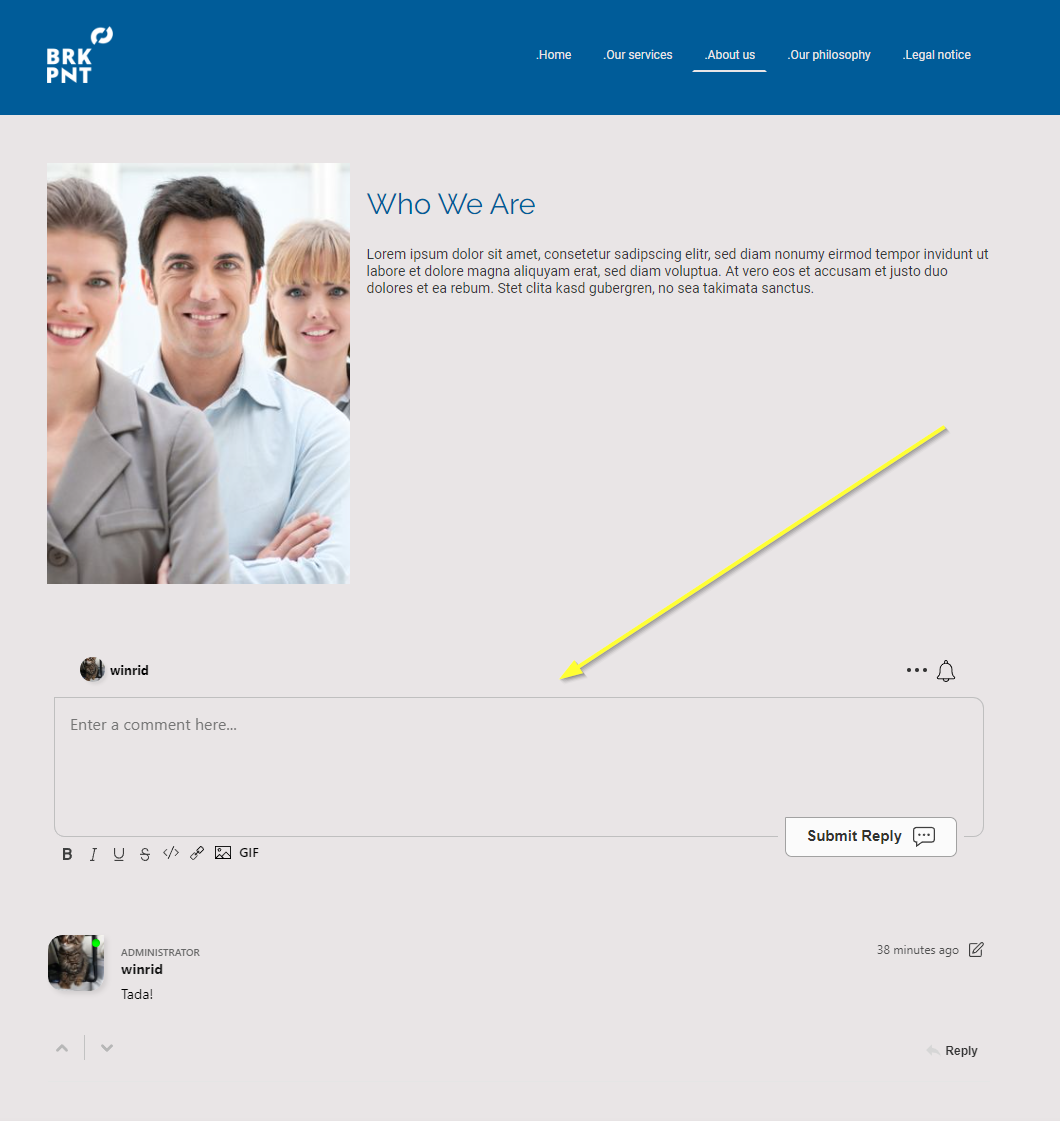 BRK
PNT
.Home .Our services .About us .Our philosophy .Legal notice
Who We Are
Lorem ipsum dolor sit amet, consetetur sadipscing elitr, sed diam nonumy eirmod tempor invidunt ut
labore et dolore magna aliquyam erat, sed diam voluptua. At vero eos et accusam et justo duo
dolores et ea rebum. Stet clita kasd gubergren, no sea takimata sanctus.
winrid
Enter a comment here...
Submit Reply
B I U S </> GIF
ADMINISTRATOR
38 minutes ago
winrid
Tada!
Reply